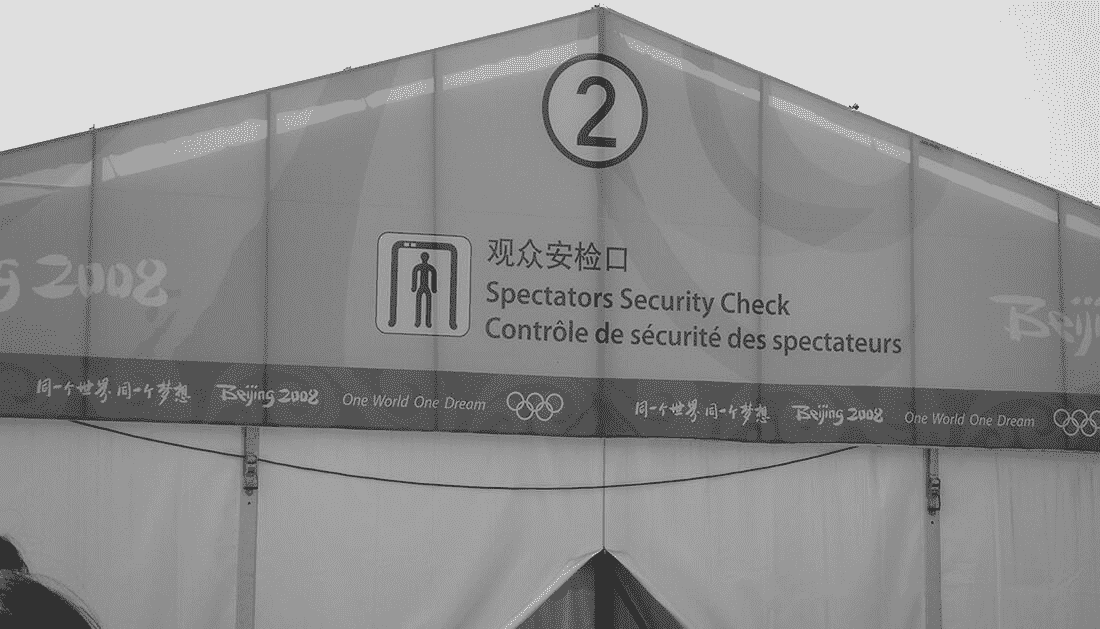 2
观众安检口
Spectators Security Check
Contrôle de sécurité des spectateurs
2008
Beijing
同一个世界 同一个梦想 Beijing 2008 One World One Dream 同一个世界 同一个梦想 Beijing 2008 One World One Dream